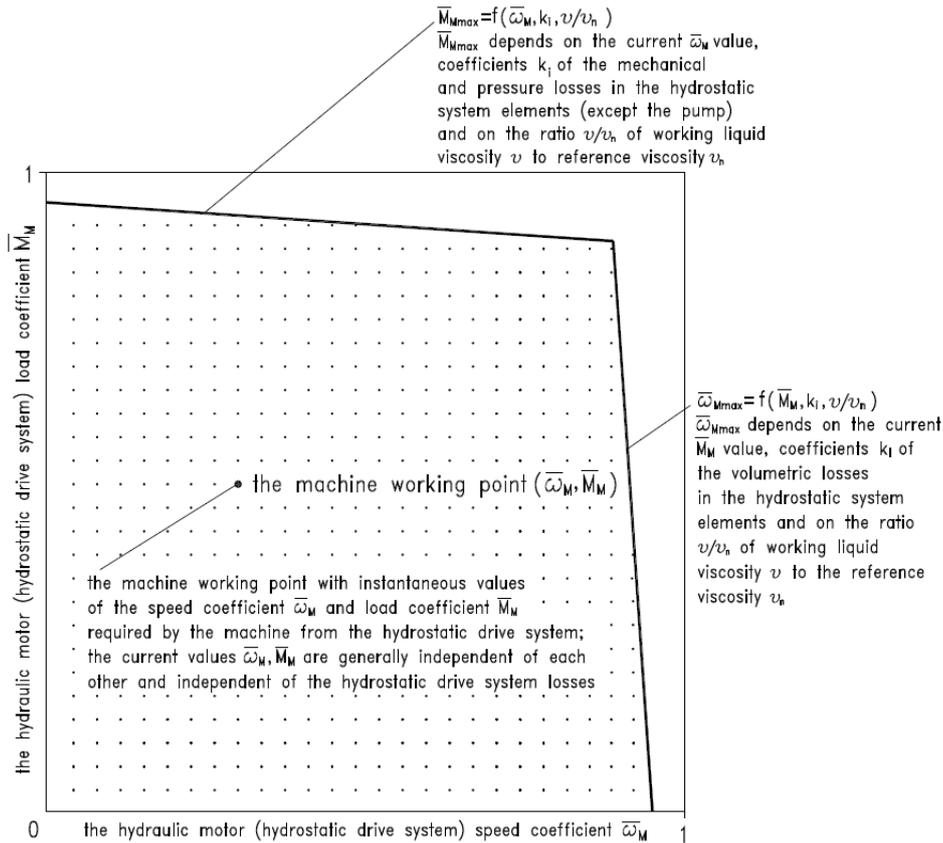 M̅Mmax=f(ω̅M,ki,υ/υn)
M̅Mmax depends on the current ω̅M value,
coefficients ki of the mechanical
and pressure losses in the hydrostatic
system elements (except the pump)
and on the ratio υ/υn of working liquid
viscosity υ to reference viscosity υn
1
the hydraulic motor (hydrostatic drive system) load coefficient M̅M
ω̅Mmax=f(M̅M,ki,υ/υn)
ω̅Mmax depends on the current
M̅M value, coefficients ki of
the volumetric losses
in the hydrostatic system
elements and on the ratio
υ/υn of working liquid
viscosity υ to the reference
viscosity υn
the machine working point (ω̅M,M̅M)
the machine working point with instantaneous values
of the speed coefficient ω̅M and load coefficient M̅M
required by the machine from the hydrostatic drive system;
the current values ω̅M,M̅M are generally independent of each
other and independent of the hydrostatic drive system losses
0
the hydraulic motor (hydrostatic drive system) speed coefficient ω̅M
1